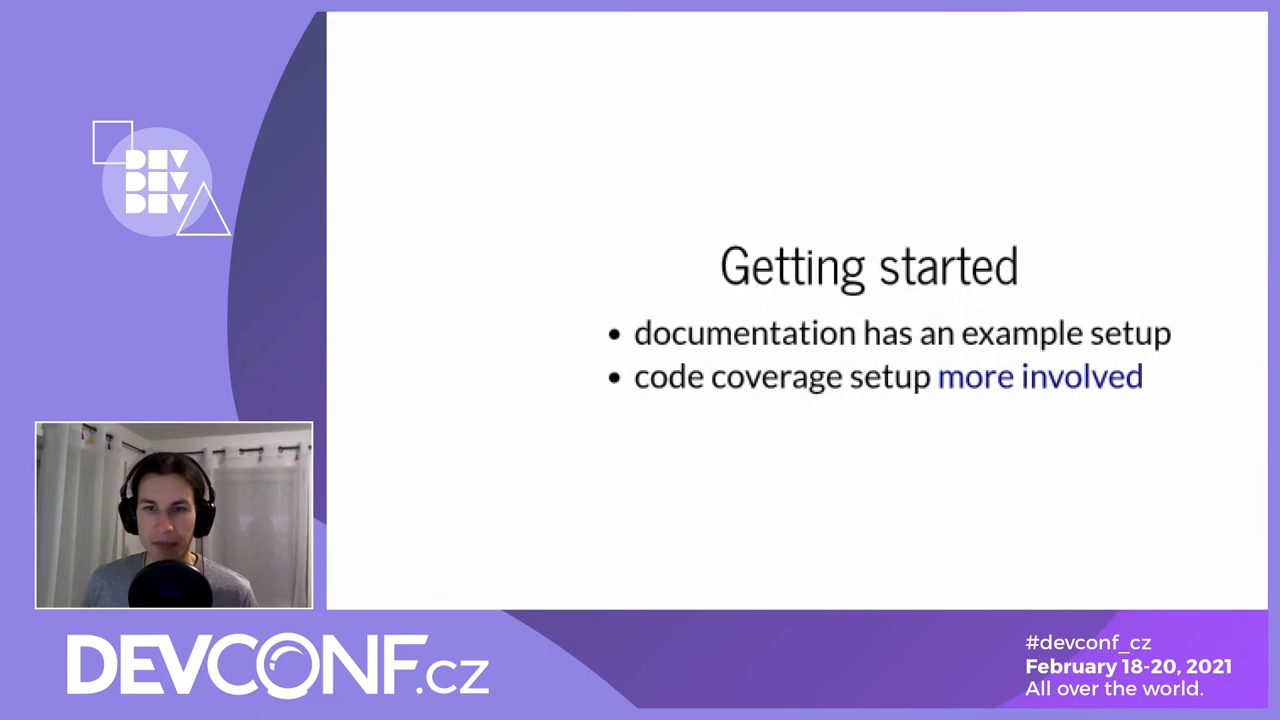 DEV
DEV
DEV
Getting started
• documentation has an example setup
• code coverage setup more involved
DEVCONF.cz
#devconf_cz
February 18-20, 2021
All over the world.